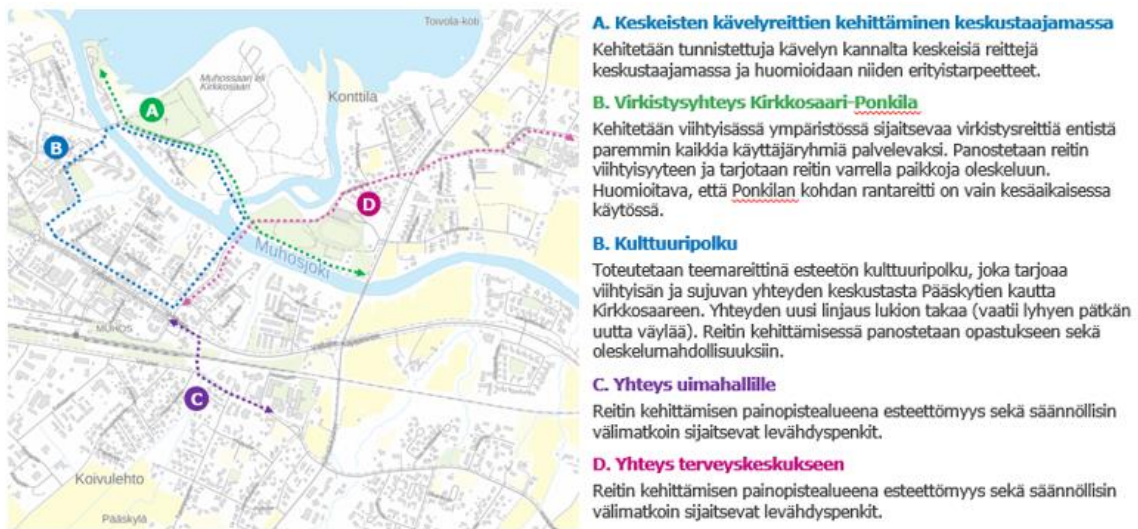 Toivola-koti
Muhossaari eli
Kirkkosaari
Konttila
A
B
D
Muhosjoki
MUHOS
C
Koivulehto
Pääskylä
A. Keskeisten kävelyreittien kehittäminen keskustaajamassa
Kehitetään tunnistettuja kävelyn kannalta keskeisiä reittejä
keskustaajamassa ja huomioidaan niiden erityistarpeetteet.
B. Virkistysyhteys Kirkkosaari-Ponkila
Kehitetään viihtyisässä ympäristössä sijaitsevaa virkistysreittiä entistä
paremmin kaikkia käyttäjäryhmiä palvelevaksi. Panostetaan reitin
viihtyisyyteen ja tarjotaan reitin varrella paikkoja oleskeluun.
Huomioitava, että Ponkilan kohdan rantareitti on vain kesäaikaisessa
käytössä.
B. Kulttuuripolku
Toteutetaan teemareittinä esteetön kulttuuripolku, joka tarjoaa
viihtyisän ja sujuvan yhteyden keskustasta Pääskytien kautta
Kirkkosaareen. Yhteyden uusi linjaus lukion takaa (vaatii lyhyen pätkän
uutta väylää). Reitin kehittämisessä panostetaan opastukseen sekä
oleskelumahdollisuuksiin.
C. Yhteys uimahallille
Reitin kehittämisen painopistealueena esteettömyys sekä säännöllisin
välimatkoin sijaitsevat levähdyspenkit.
D. Yhteys terveyskeskukseen
Reitin kehittämisen painopistealueena esteettömyys sekä säännöllisin
välimatkoin sijaitsevat levähdyspenkit.